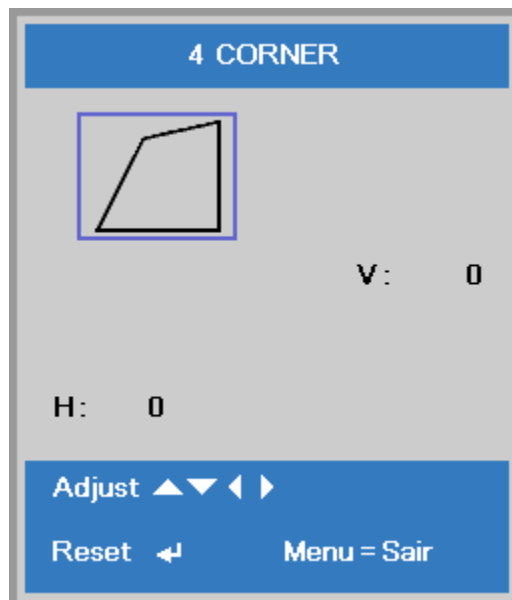 4 CORNER
V: 0
H: 0
Adjust ▲▼◀▶
Reset ↵ Menu = Sair